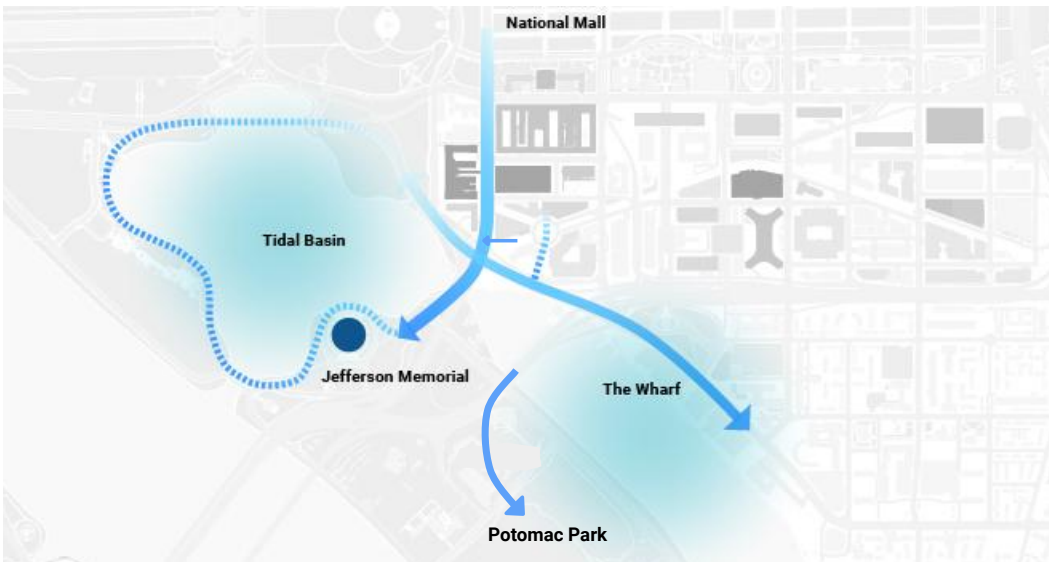 National Mall
Tidal Basin
Jefferson Memorial
The Wharf
Potomac Park